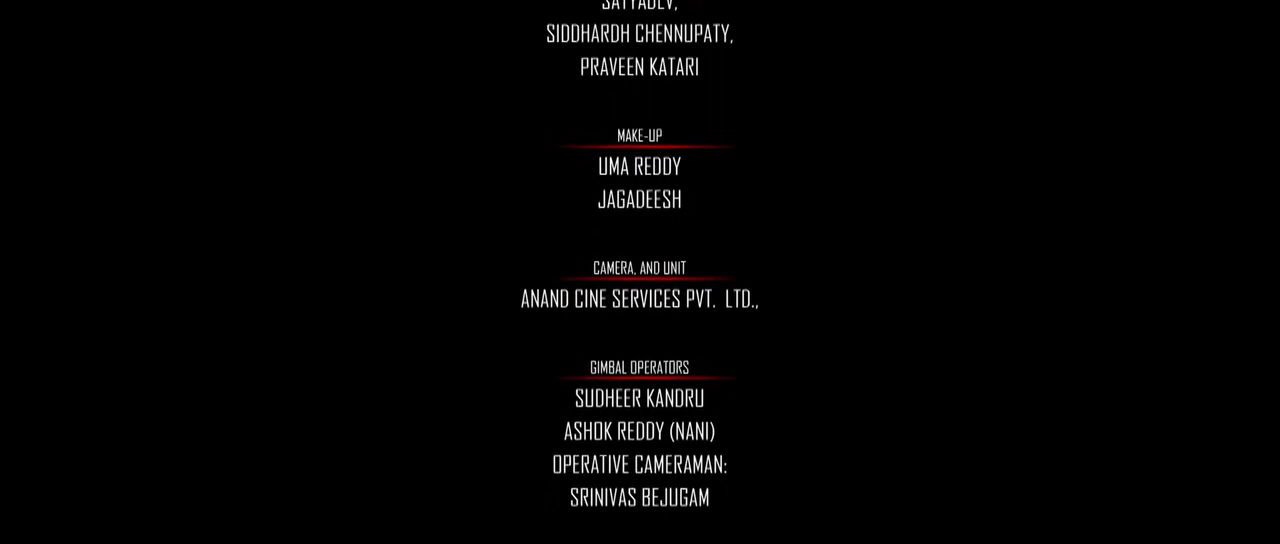 SATYADEV,
SIDDHARDH CHENNUPATY,
PRAVEEN KATARI
MAKE-UP
UMA REDDY
JAGADEESH
CAMERA, AND UNIT
ANAND CINE SERVICES PVT. LTD.,
GIMBAL OPERATORS
SUDHEER KANDRU
ASHOK REDDY (NANI)
OPERATIVE CAMERAMAN:
SRINIVAS BEJUGAM